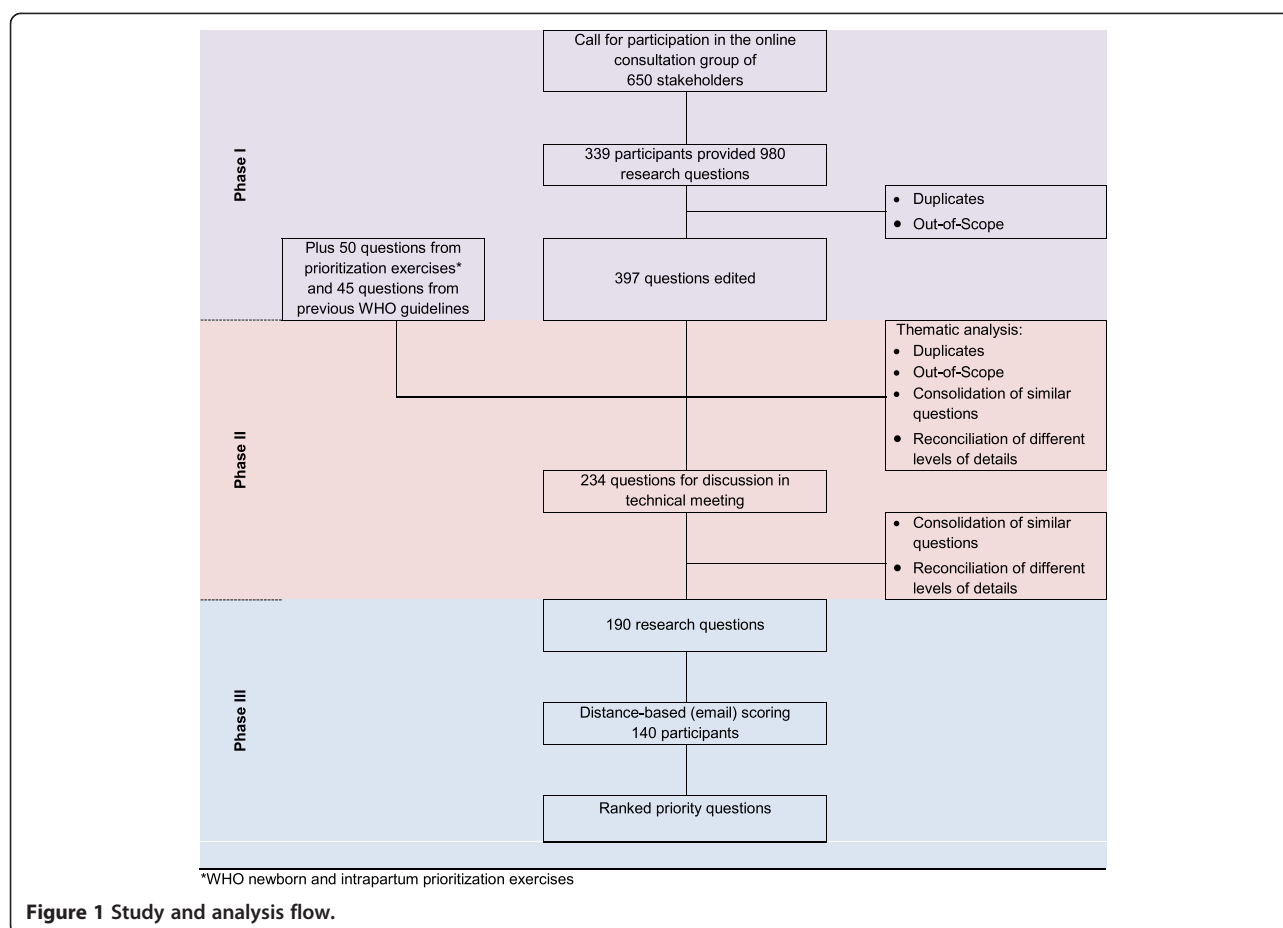 Call for participation in the online
consultation group of
650 stakeholders
Phase I
339 participants provided 980
research questions
• Duplicates
• Out-of-Scope
Plus 50 questions from
prioritization exercises*
and 45 questions from
previous WHO guidelines
397 questions edited
Phase II
Thematic analysis:
• Duplicates
• Out-of-Scope
• Consolidation of similar
questions
• Reconciliation of different
levels of details
234 questions for discussion in
technical meeting
• Consolidation of similar
questions
• Reconciliation of different
levels of details
Phase III
190 research questions
Distance-based (email) scoring
140 participants
Ranked priority questions
*WHO newborn and intrapartum prioritization exercises
Figure 1 Study and analysis flow.